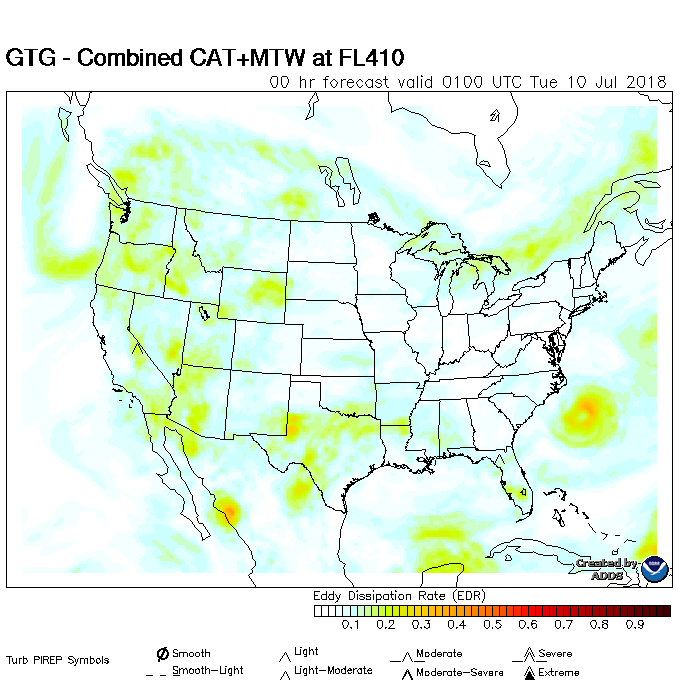 GTG - Combined CAT+MTW at FL410
00 hr forecast valid 0100 UTC Tue 10 Jul 2018
Created by
ADDS
Eddy Dissipation Rate (EDR)
0.1 0.2 0.3 0.4 0.5 0.6 0.7 0.8 0.9
Turb PIREP Symbols
Smooth Light Moderate Severe
Smooth-Light Light-Moderate Moderate-Severe Extreme